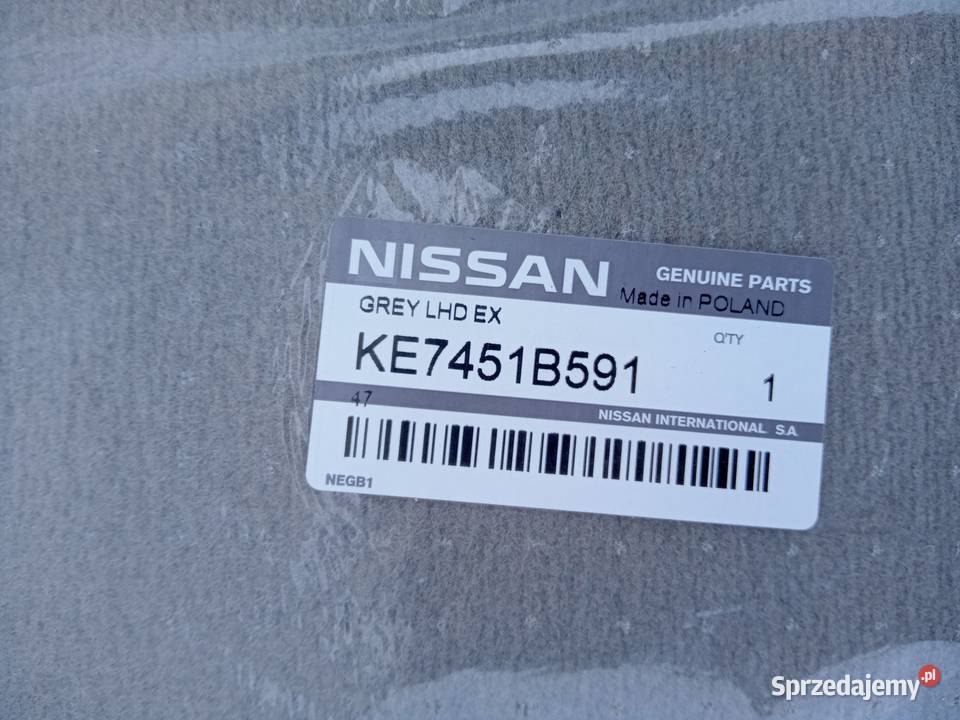 NISSAN
GENUINE PARTS
Made in POLAND
GREY LHD EX
Q'TY
KE7451B591
1
47
NISSAN INTERNATIONAL S.A.
NEGB1
Sprzedajemy.pl